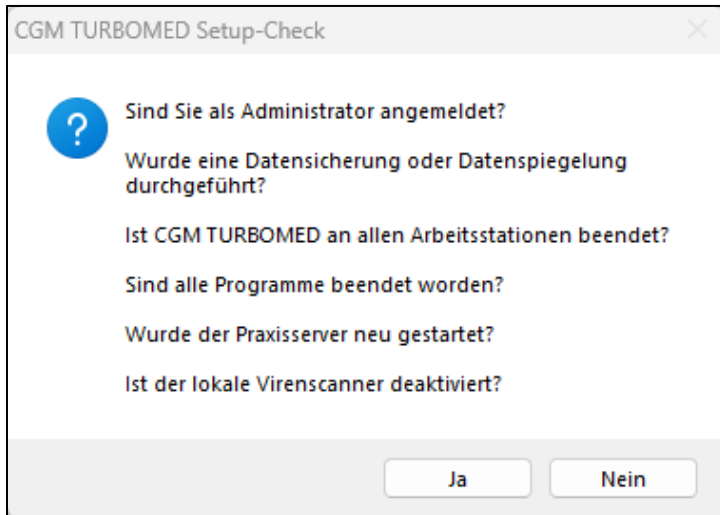 CGM TURBOMED Setup-Check
Sind Sie als Administrator angemeldet?
Wurde eine Datensicherung oder Datenspiegelung
durchgeführt?
Ist CGM TURBOMED an allen Arbeitsstationen beendet?
Sind alle Programme beendet worden?
Wurde der Praxisserver neu gestartet?
Ist der lokale Virenscanner deaktiviert?
Ja
Nein